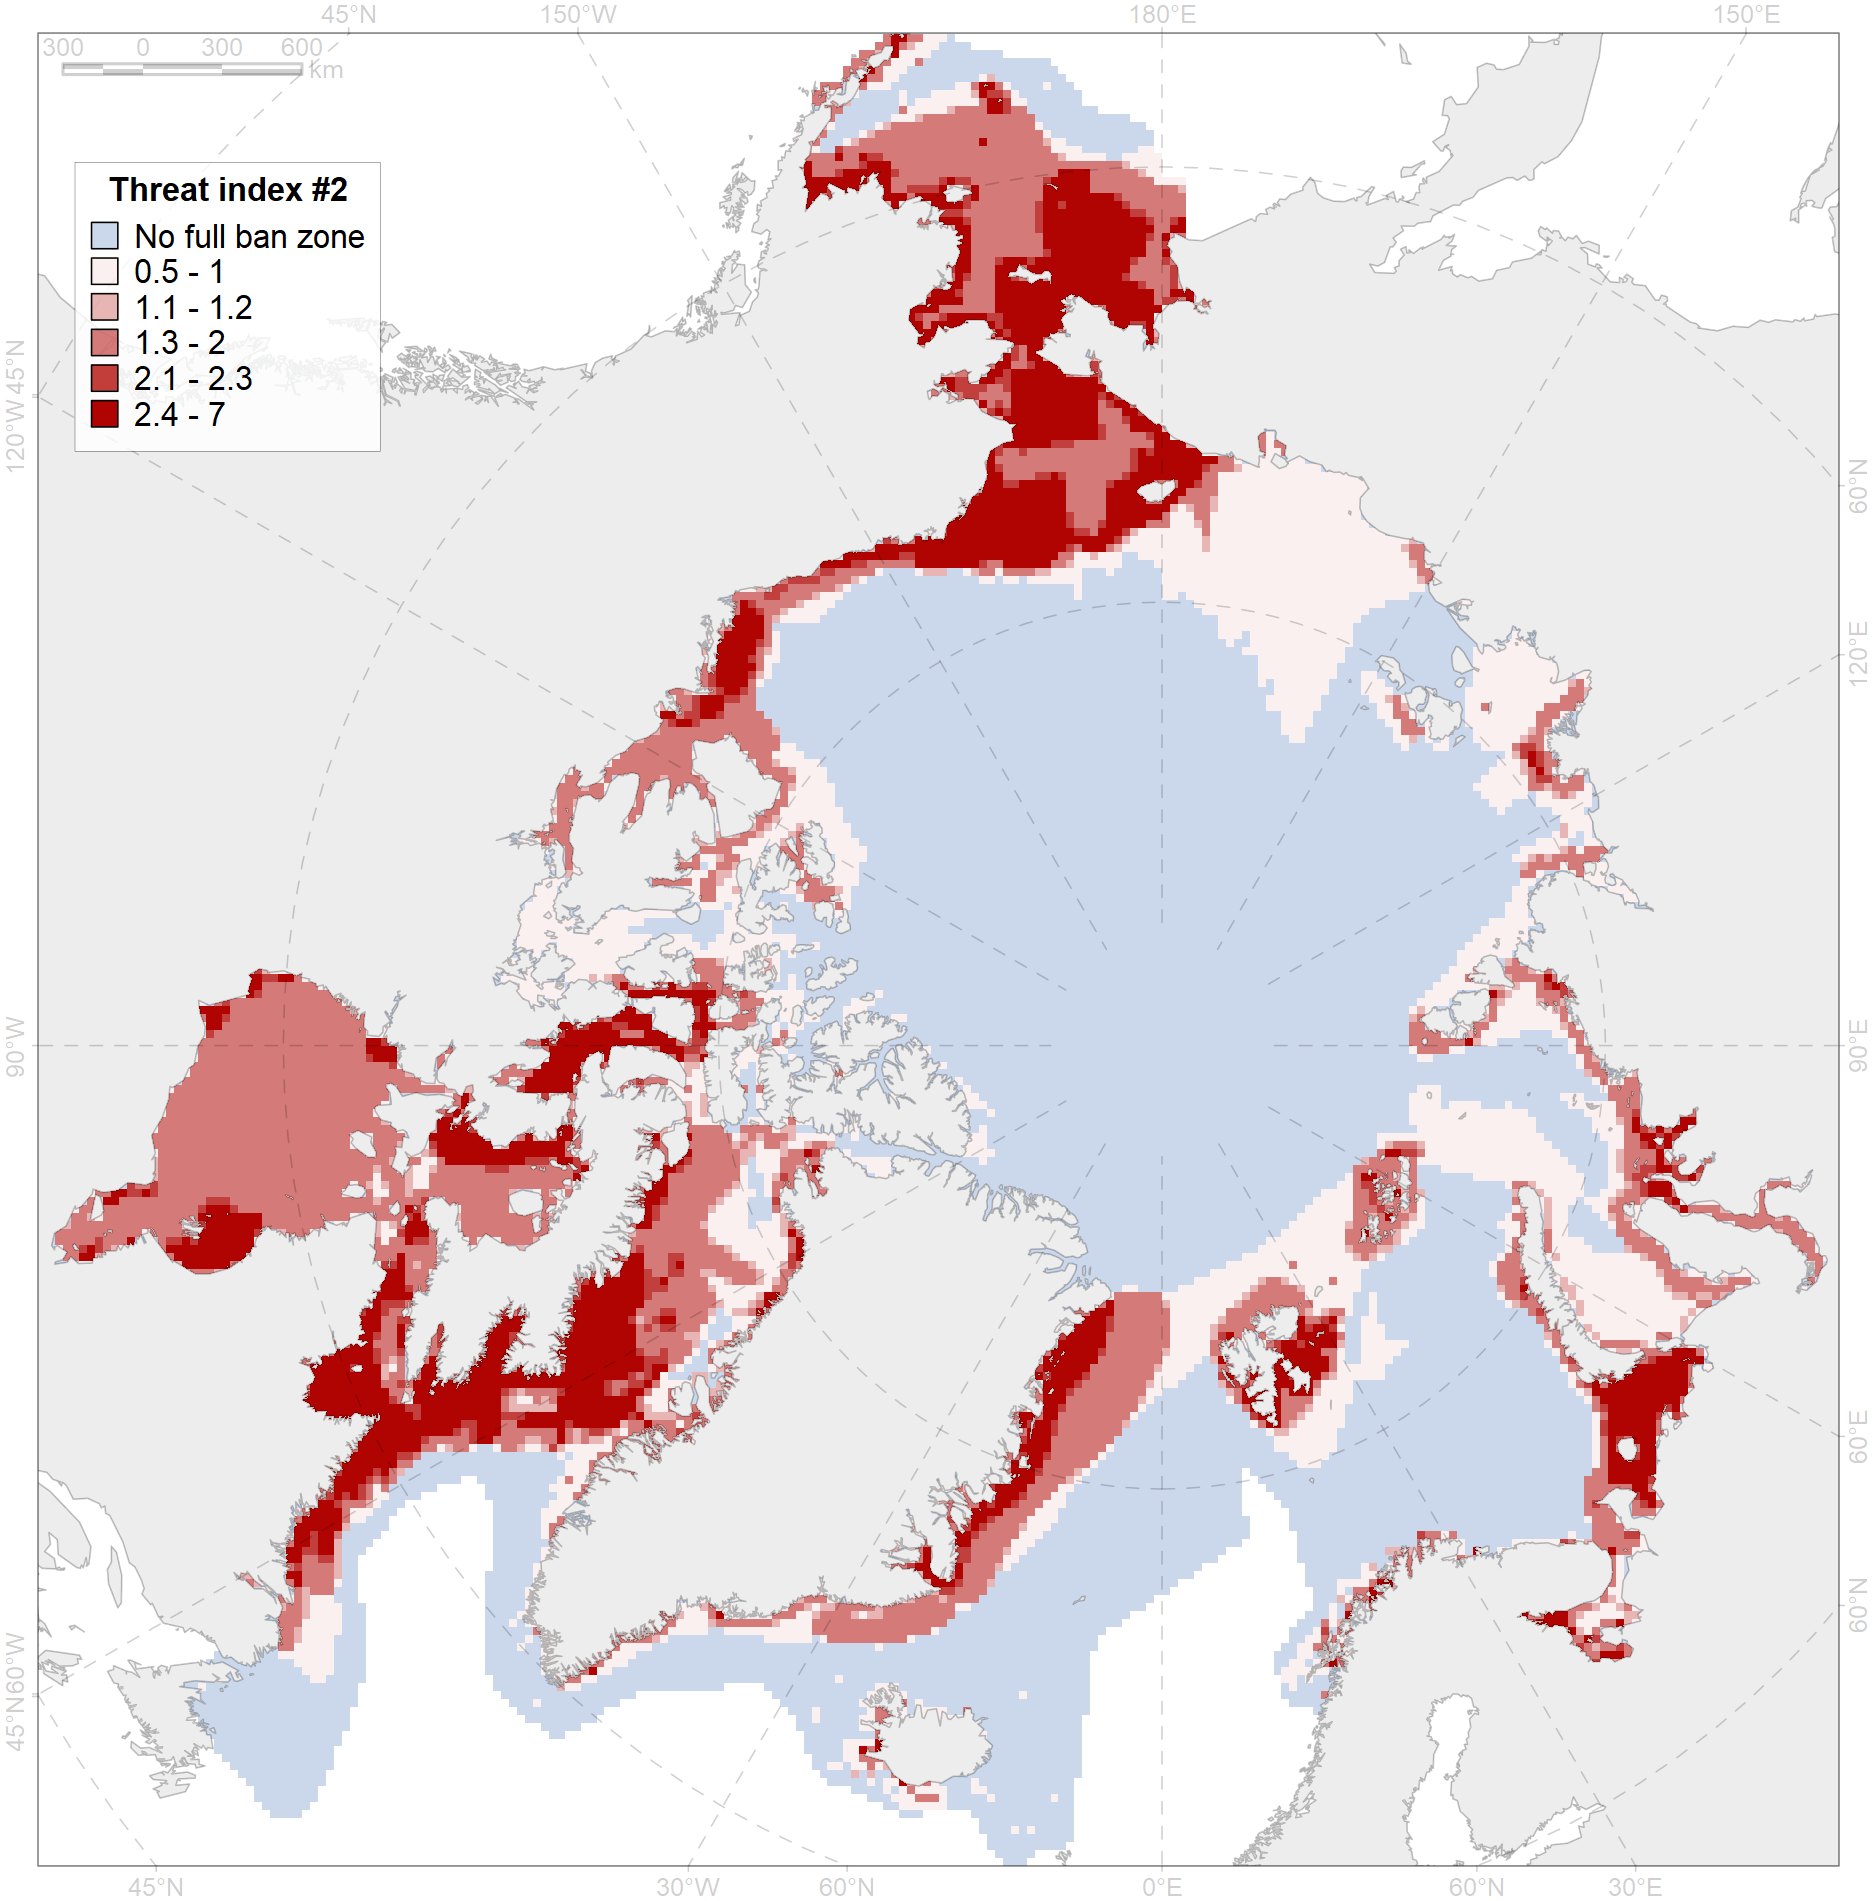 45°N 150°W 180°E 150°E
300 0 300 600
km
Threat index #2
No full ban zone
0.5 - 1
1.1 - 1.2
1.3 - 2
2.1 - 2.3
2.4 - 7
120°W 45°N
90°W
45°N 60°W
60°N
120°E
90°E
60°E
60°N
45°N 30°W 60°N 0°E 60°N 30°E